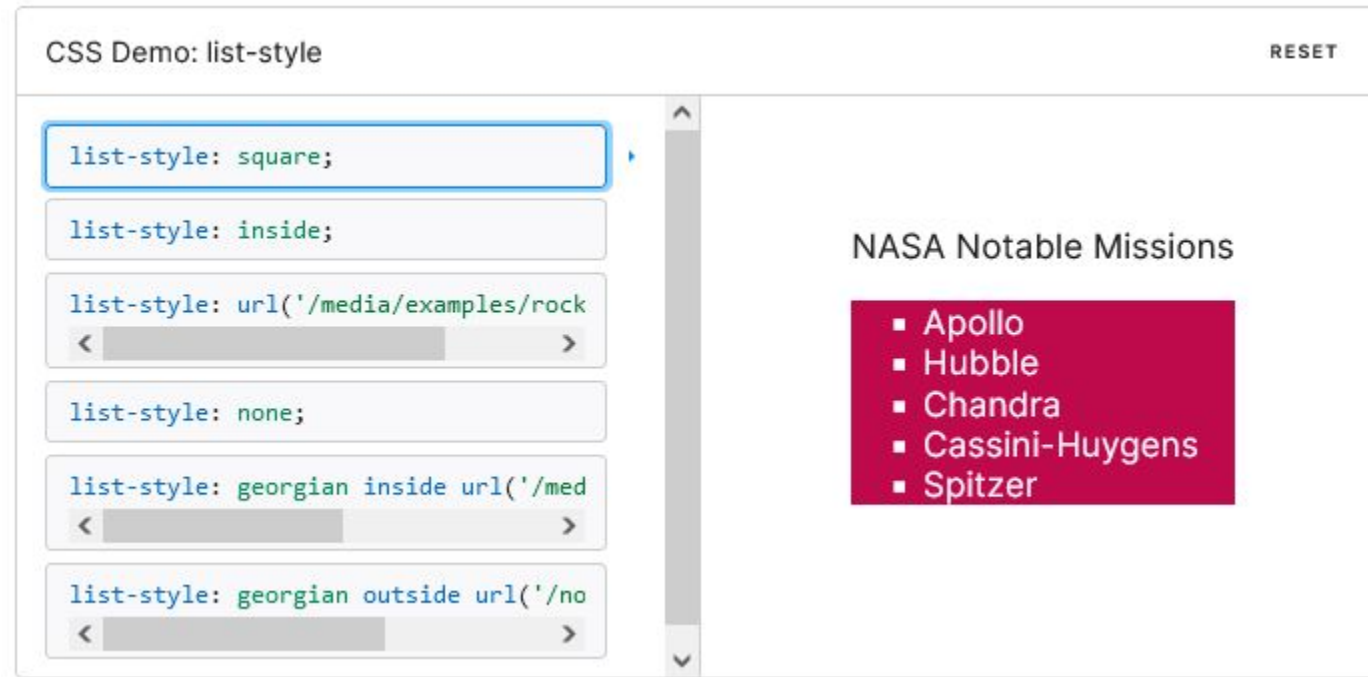 CSS Demo: list-style
RESET
list-style: square;
list-style: inside;
list-style: url('/media/examples/rock
list-style: none;
list-style: georgian inside url('/med
list-style: georgian outside url('/no
NASA Notable Missions
Apollo
Hubble
Chandra
Cassini-Huygens
Spitzer